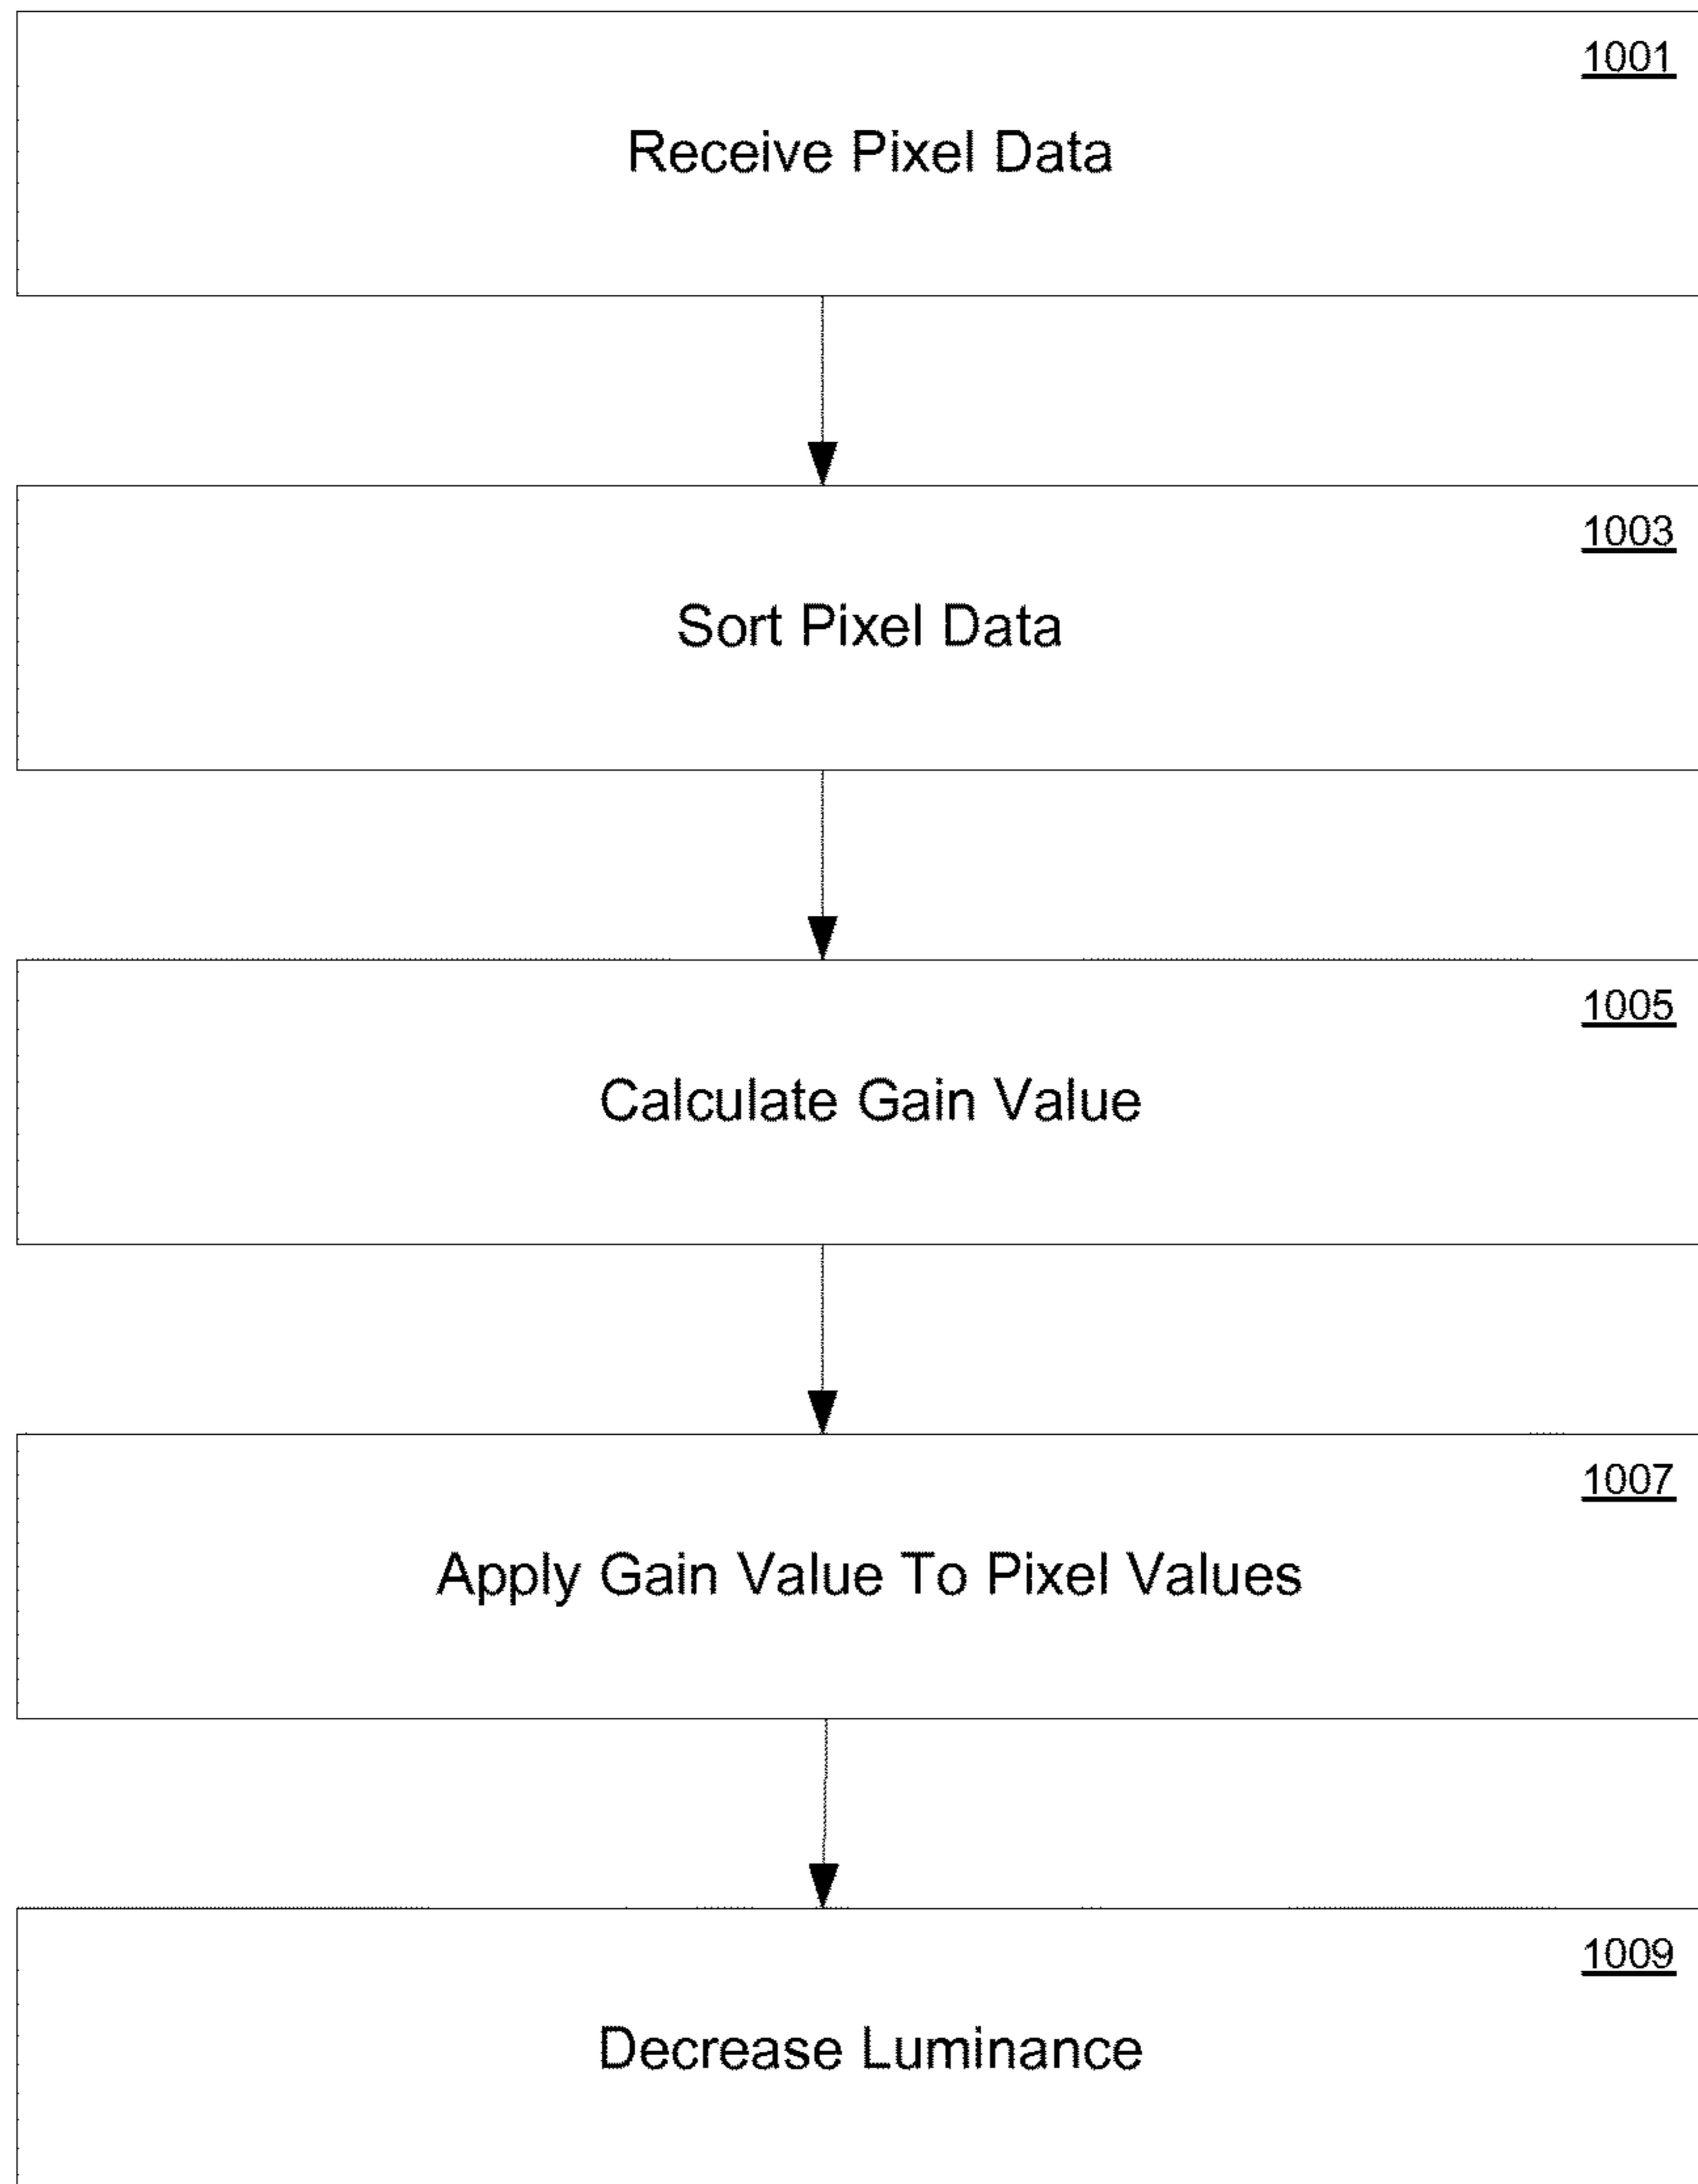 1001
Receive Pixel Data
1003
Sort Pixel Data
1005
Calculate Gain Value
1007
Apply Gain Value To Pixel Values
1009
Decrease Luminance